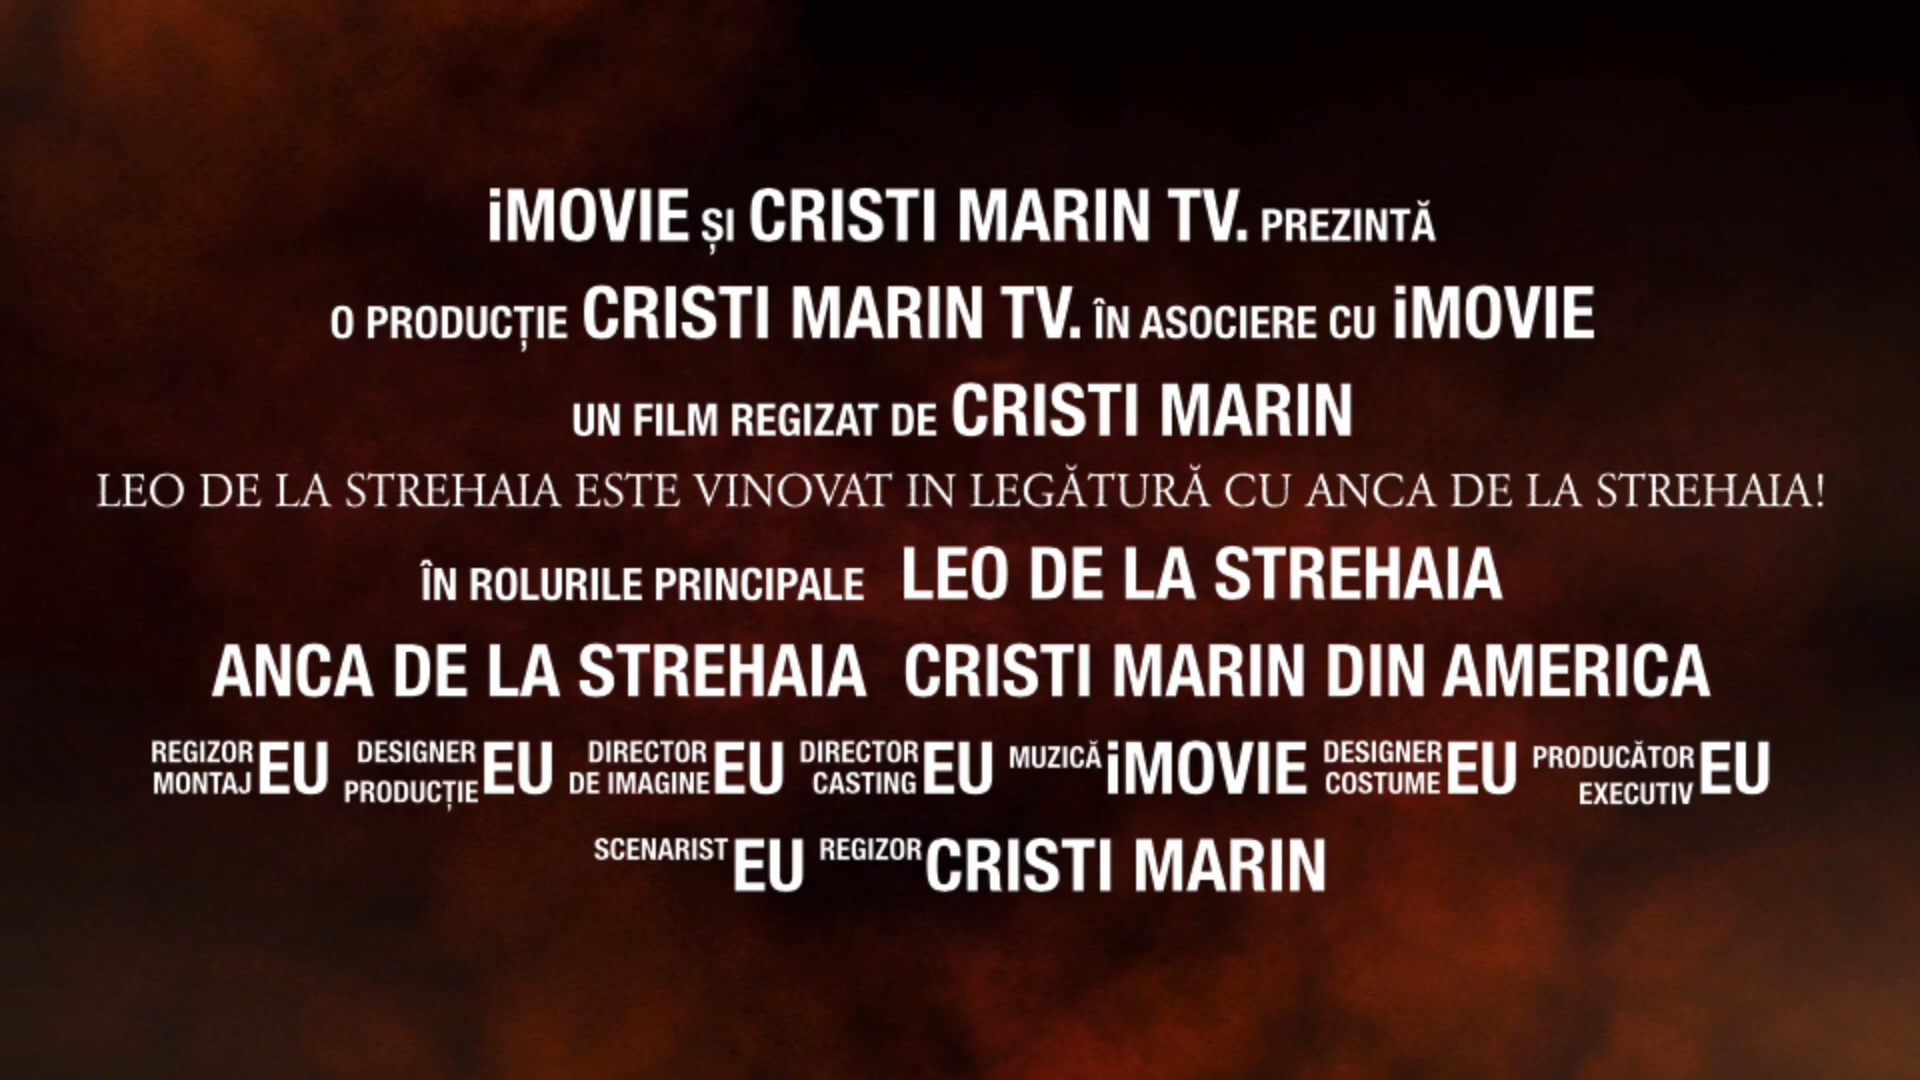 iMOVIE ȘI CRISTI MARIN TV. PREZINTĂ
O PRODUCȚIE CRISTI MARIN TV. ÎN ASOCIERE CU iMOVIE
UN FILM REGIZAT DE CRISTI MARIN
LEO DE LA STREHAIA ESTE VINOVAT IN LEGĂTURĂ CU ANCA DE LA STREHAIA!
ÎN ROLURILE PRINCIPALE LEO DE LA STREHAIA
ANCA DE LA STREHAIA CRISTI MARIN DIN AMERICA
REGIZOR MONTAJ EU DESIGNER PRODUCȚIE EU DIRECTOR DE IMAGINE EU DIRECTOR CASTING EU MUZICĂ iMOVIE DESIGNER COSTUME EU PRODUCĂTOR EXECUTIV EU
SCENARIST EU REGIZOR CRISTI MARIN